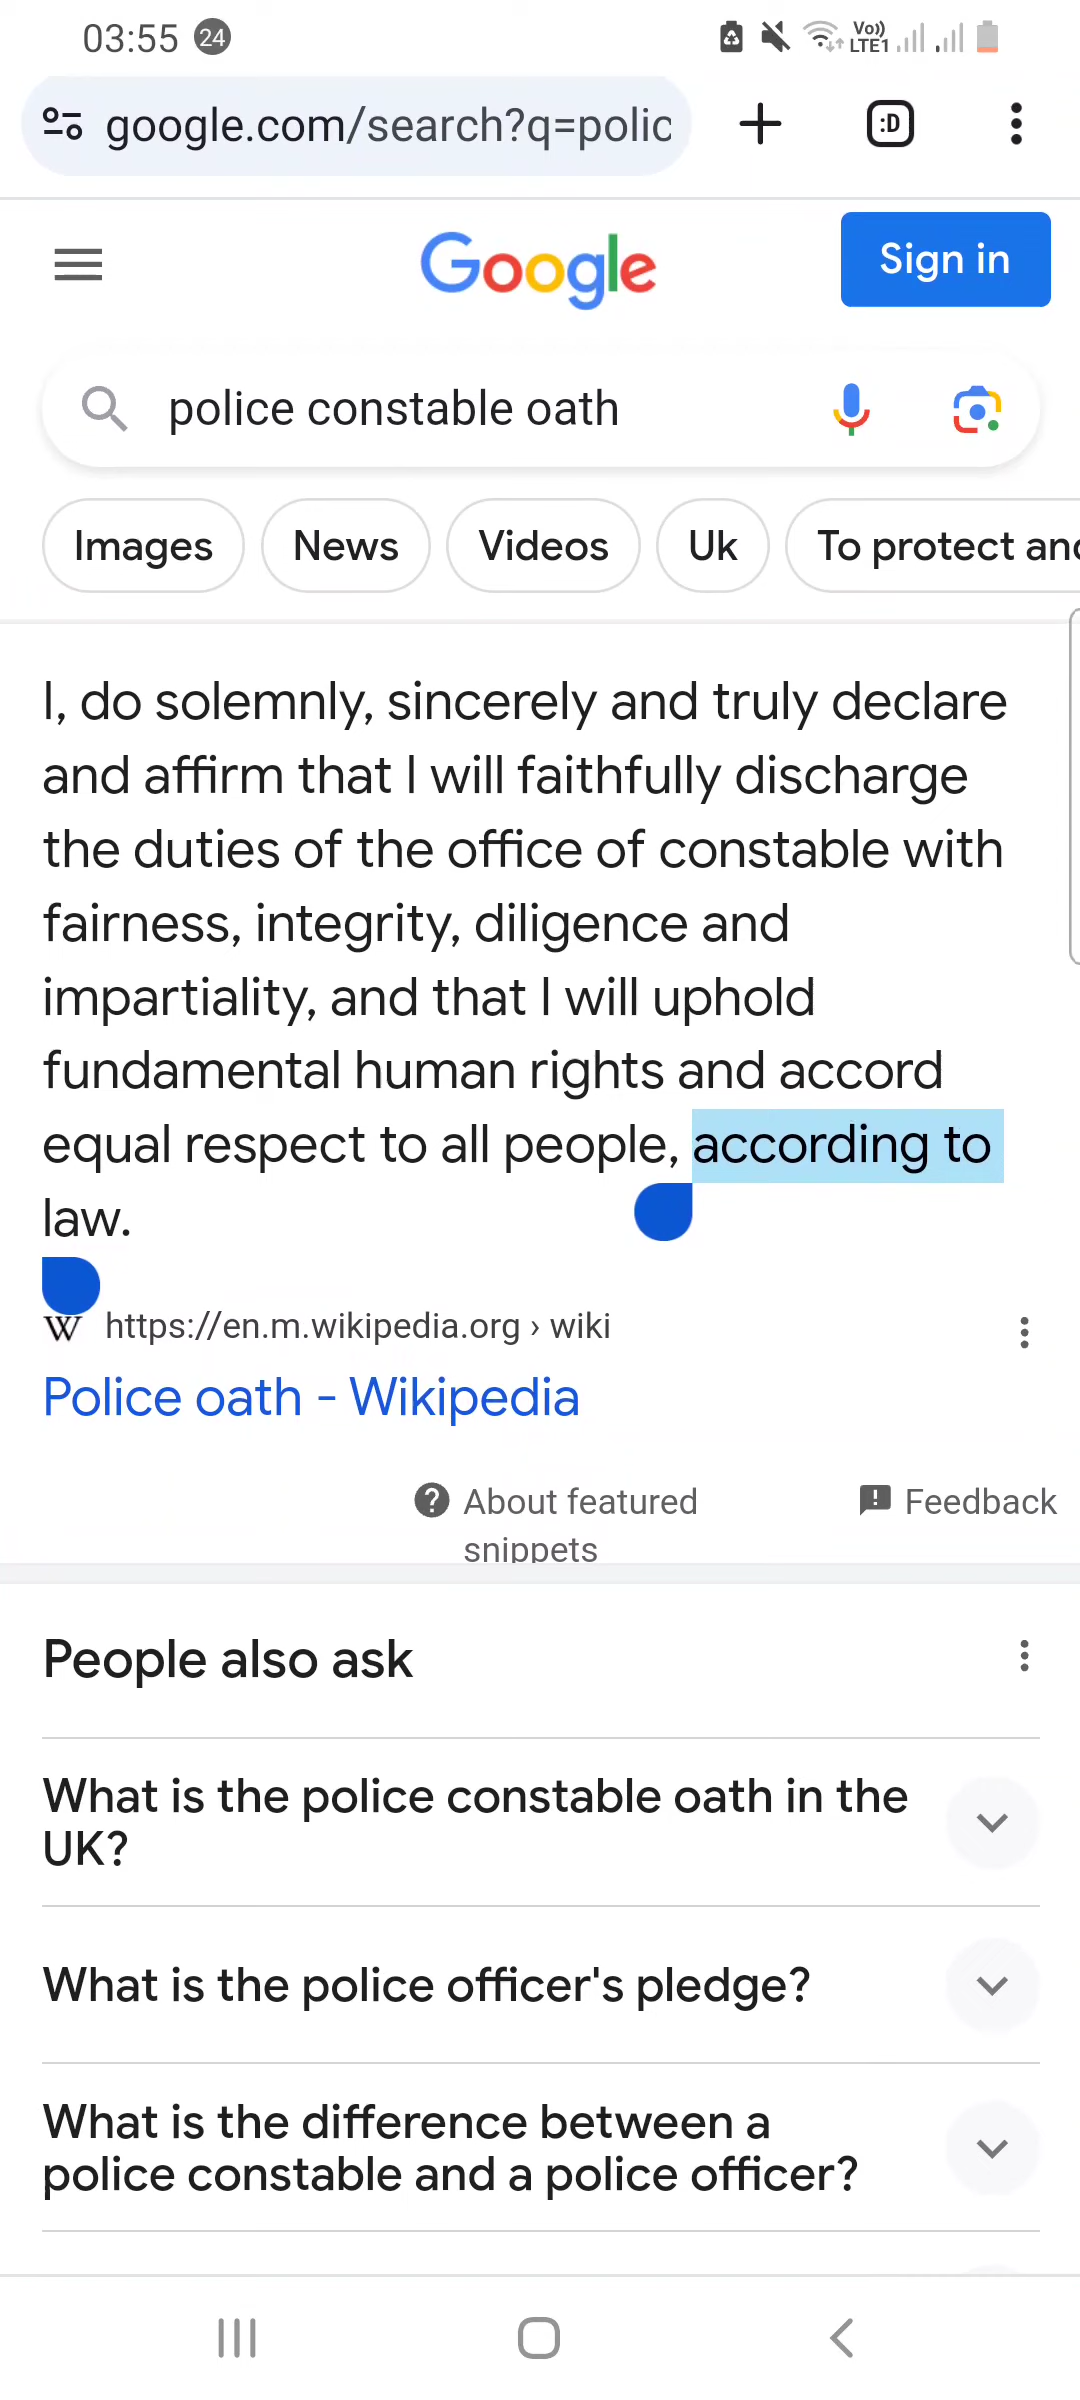 03:55 24 Vo)) LTE1
google.com/search?q=polic :D
Google Sign in
police constable oath
Images News Videos Uk To protect and
I, do solemnly, sincerely and truly declare
and affirm that I will faithfully discharge
the duties of the office of constable with
fairness, integrity, diligence and
impartiality, and that I will uphold
fundamental human rights and accord
equal respect to all people, according to
law.
W https://en.m.wikipedia.org › wiki
Police oath - Wikipedia
About featured Feedback
snippets
People also ask
What is the police constable oath in the
UK?
What is the police officer's pledge?
What is the difference between a
police constable and a police officer?